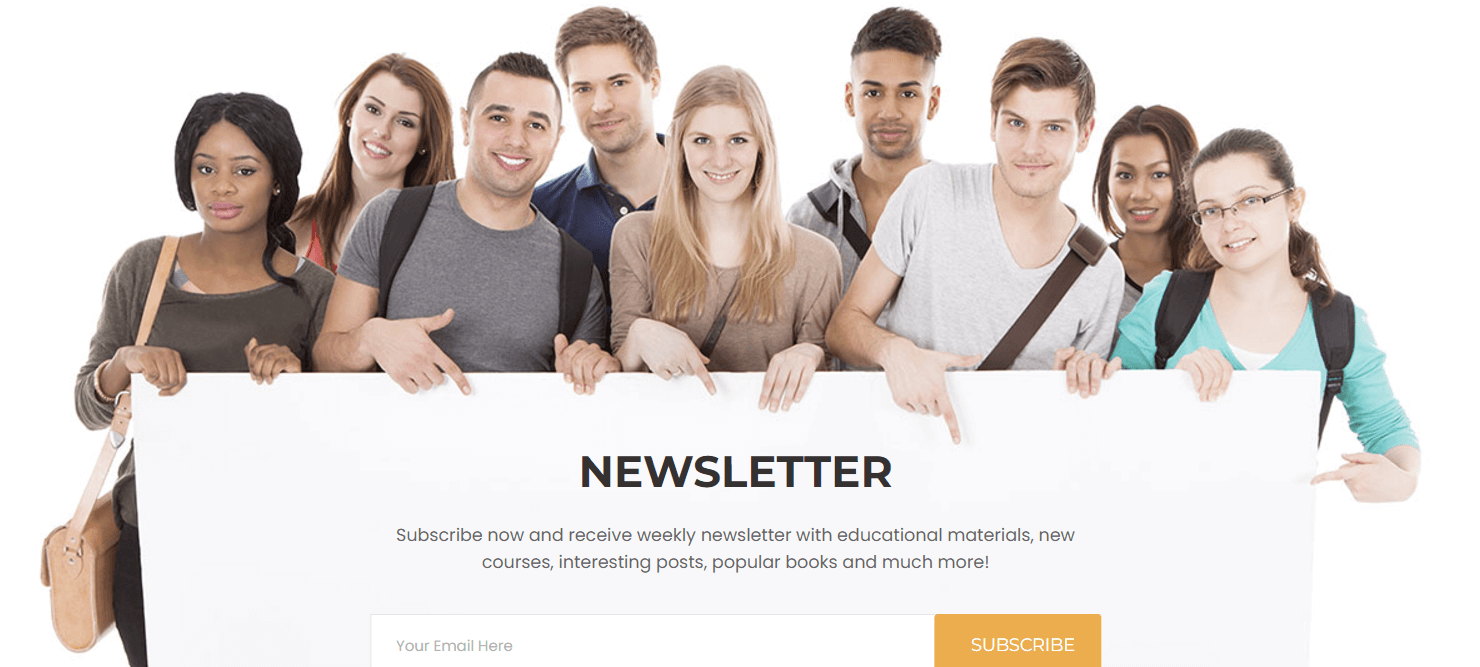 NEWSLETTER
Subscribe now and receive weekly newsletter with educational materials, new
courses, interesting posts, popular books and much more!
Your Email Here
SUBSCRIBE